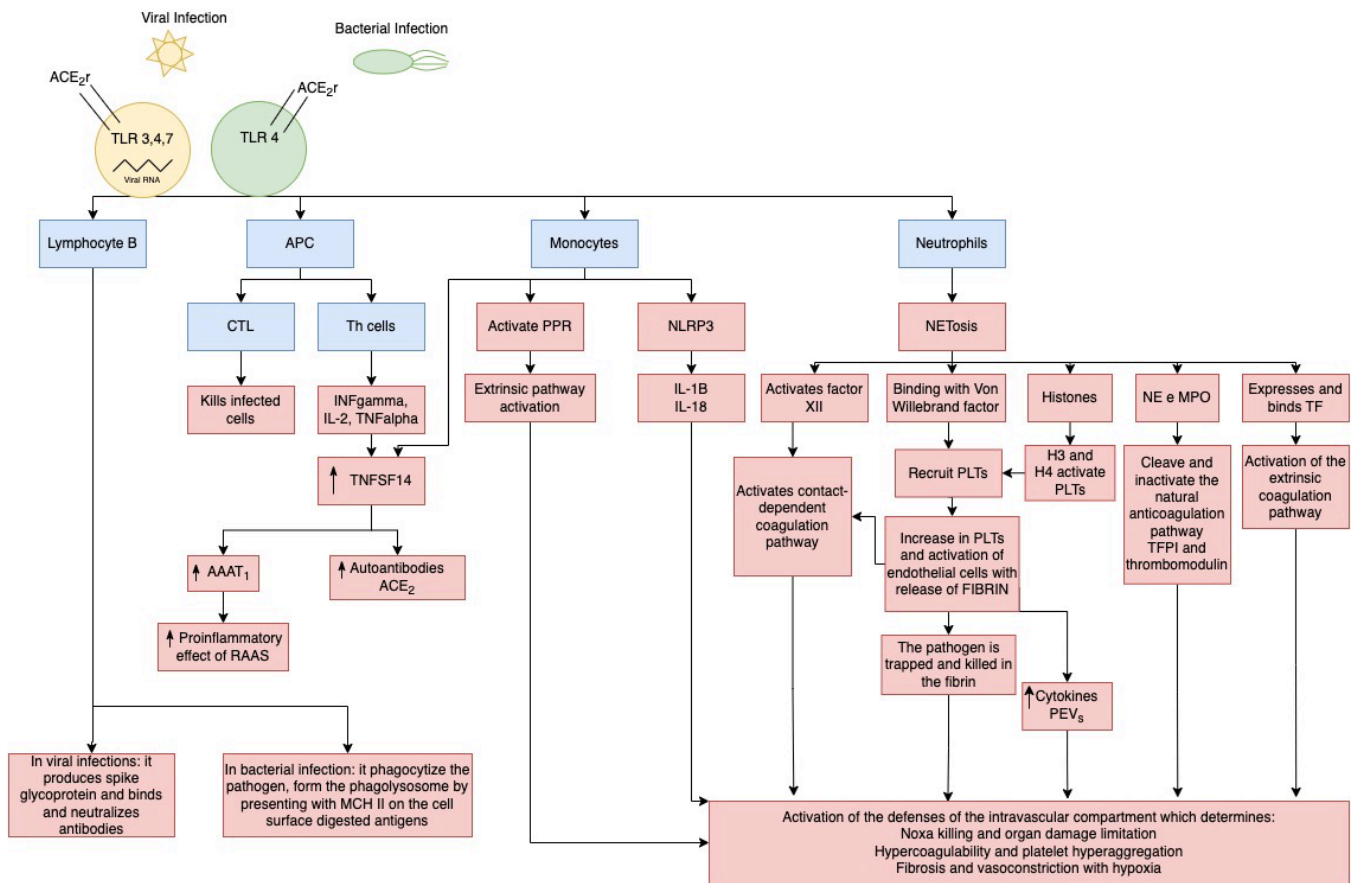 Viral Infection
Bacterial Infection
ACE₂r
ACE₂r
TLR 3,4,7
Viral RNA
TLR 4
Lymphocyte B
APC
Monocytes
Neutrophils
CTL
Th cells
Activate PPR
NLRP3
NETosis
Kills infected
cells
INFgamma,
IL-2, TNFalpha
Extrinsic pathway
activation
IL-1B
IL-18
Activates factor
XII
Binding with Von
Willebrand factor
Histones
NE e MPO
Expresses and
binds TF
↑ TNFSF14
Activates contact-
dependent
coagulation
pathway
Recruit PLTs
H3 and
H4 activate
PLTs
Cleave and
inactivate the
natural
anticoagulation
pathway
TFPI and
thrombomodulin
Activation of the
extrinsic
coagulation
pathway
Increase in PLTs
and activation of
endothelial cells with
release of FIBRIN
↑ AAAT₁
↑ Autoantibodies
ACE₂
↑ Proinflammatory
effect of RAAS
The pathogen is
trapped and killed in
the fibrin
↑ Cytokines
PEVₛ
In viral infections: it
produces spike
glycoprotein and binds
and neutralizes
antibodies
In bacterial infection: it phagocytize the
pathogen, form the phagolysosome by
presenting with MCH II on the cell
surface digested antigens
Activation of the defenses of the intravascular compartment which determines:
Noxa killing and organ damage limitation
Hypercoagulability and platelet hyperaggregation
Fibrosis and vasoconstriction with hypoxia